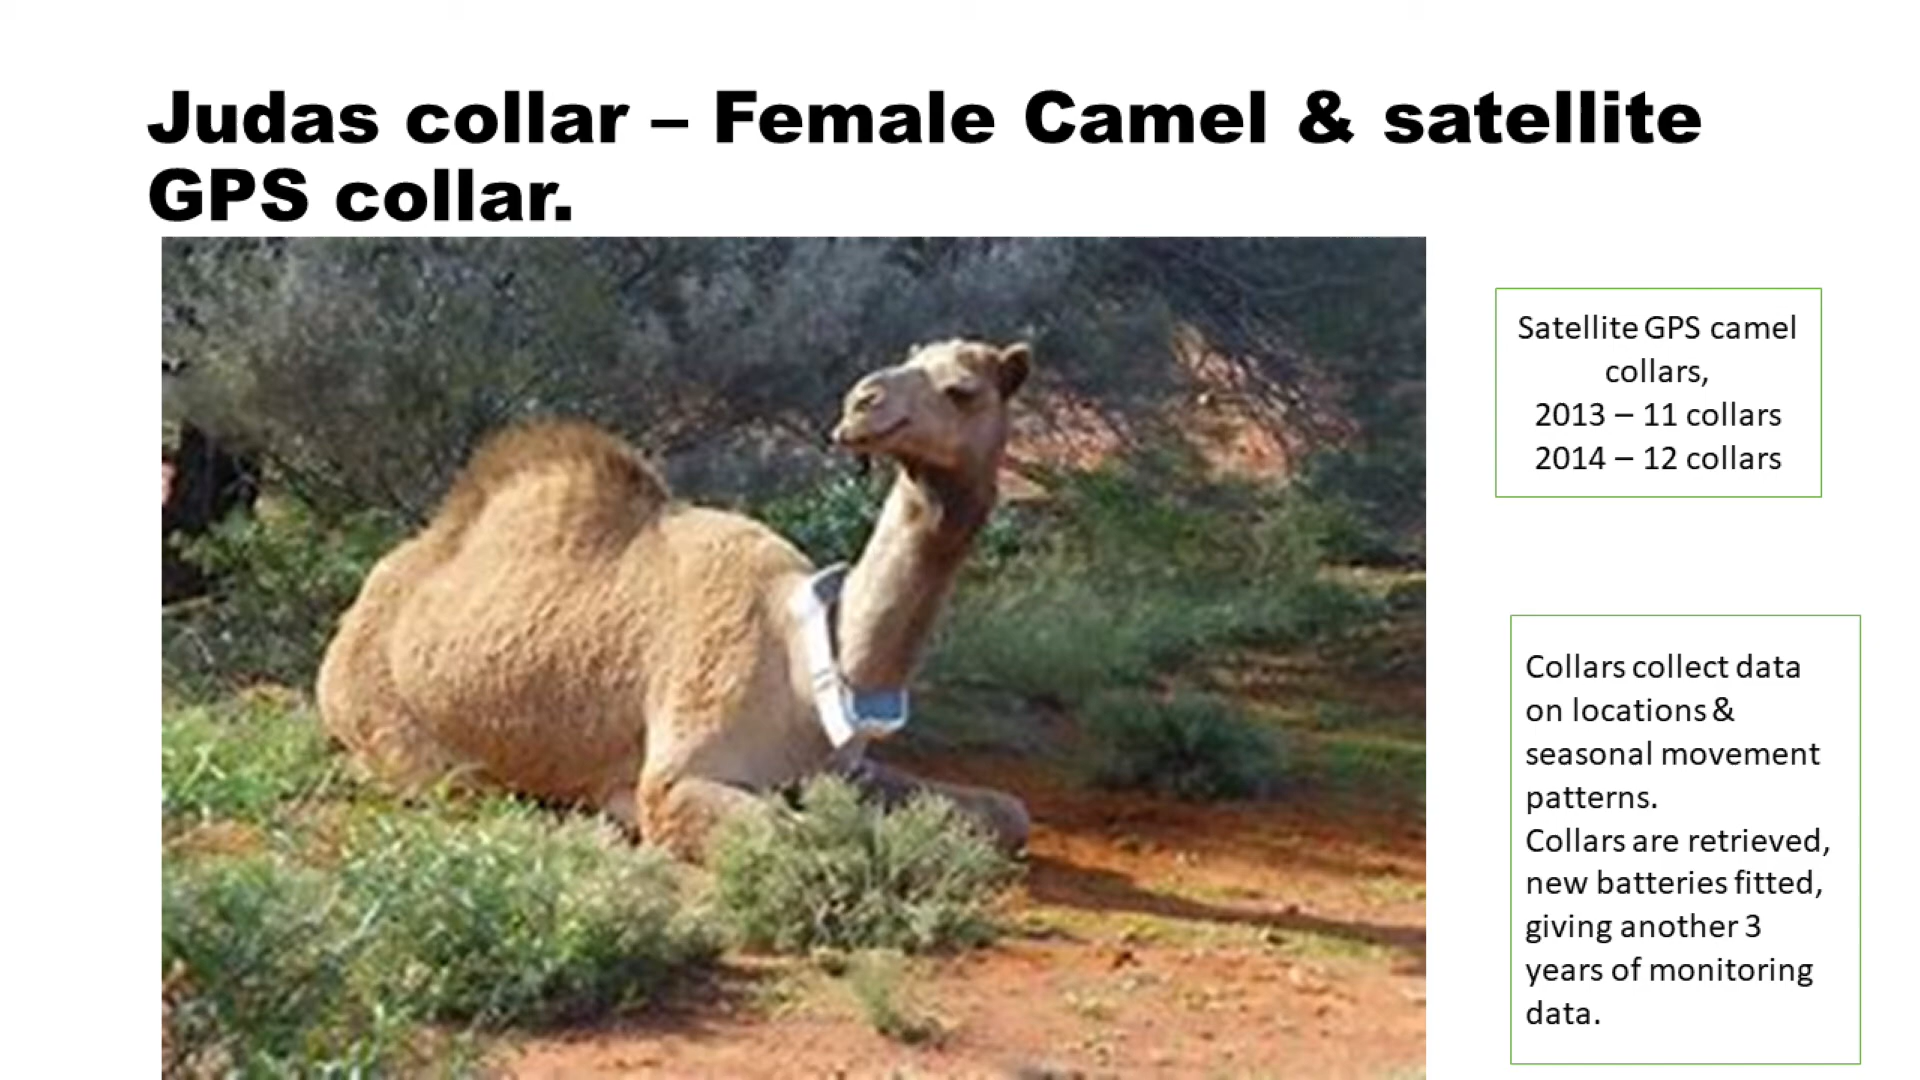 Judas collar – Female Camel & satellite
GPS collar.
Satellite GPS camel
collars,
2013 – 11 collars
2014 – 12 collars
Collars collect data
on locations &
seasonal movement
patterns.
Collars are retrieved,
new batteries fitted,
giving another 3
years of monitoring
data.